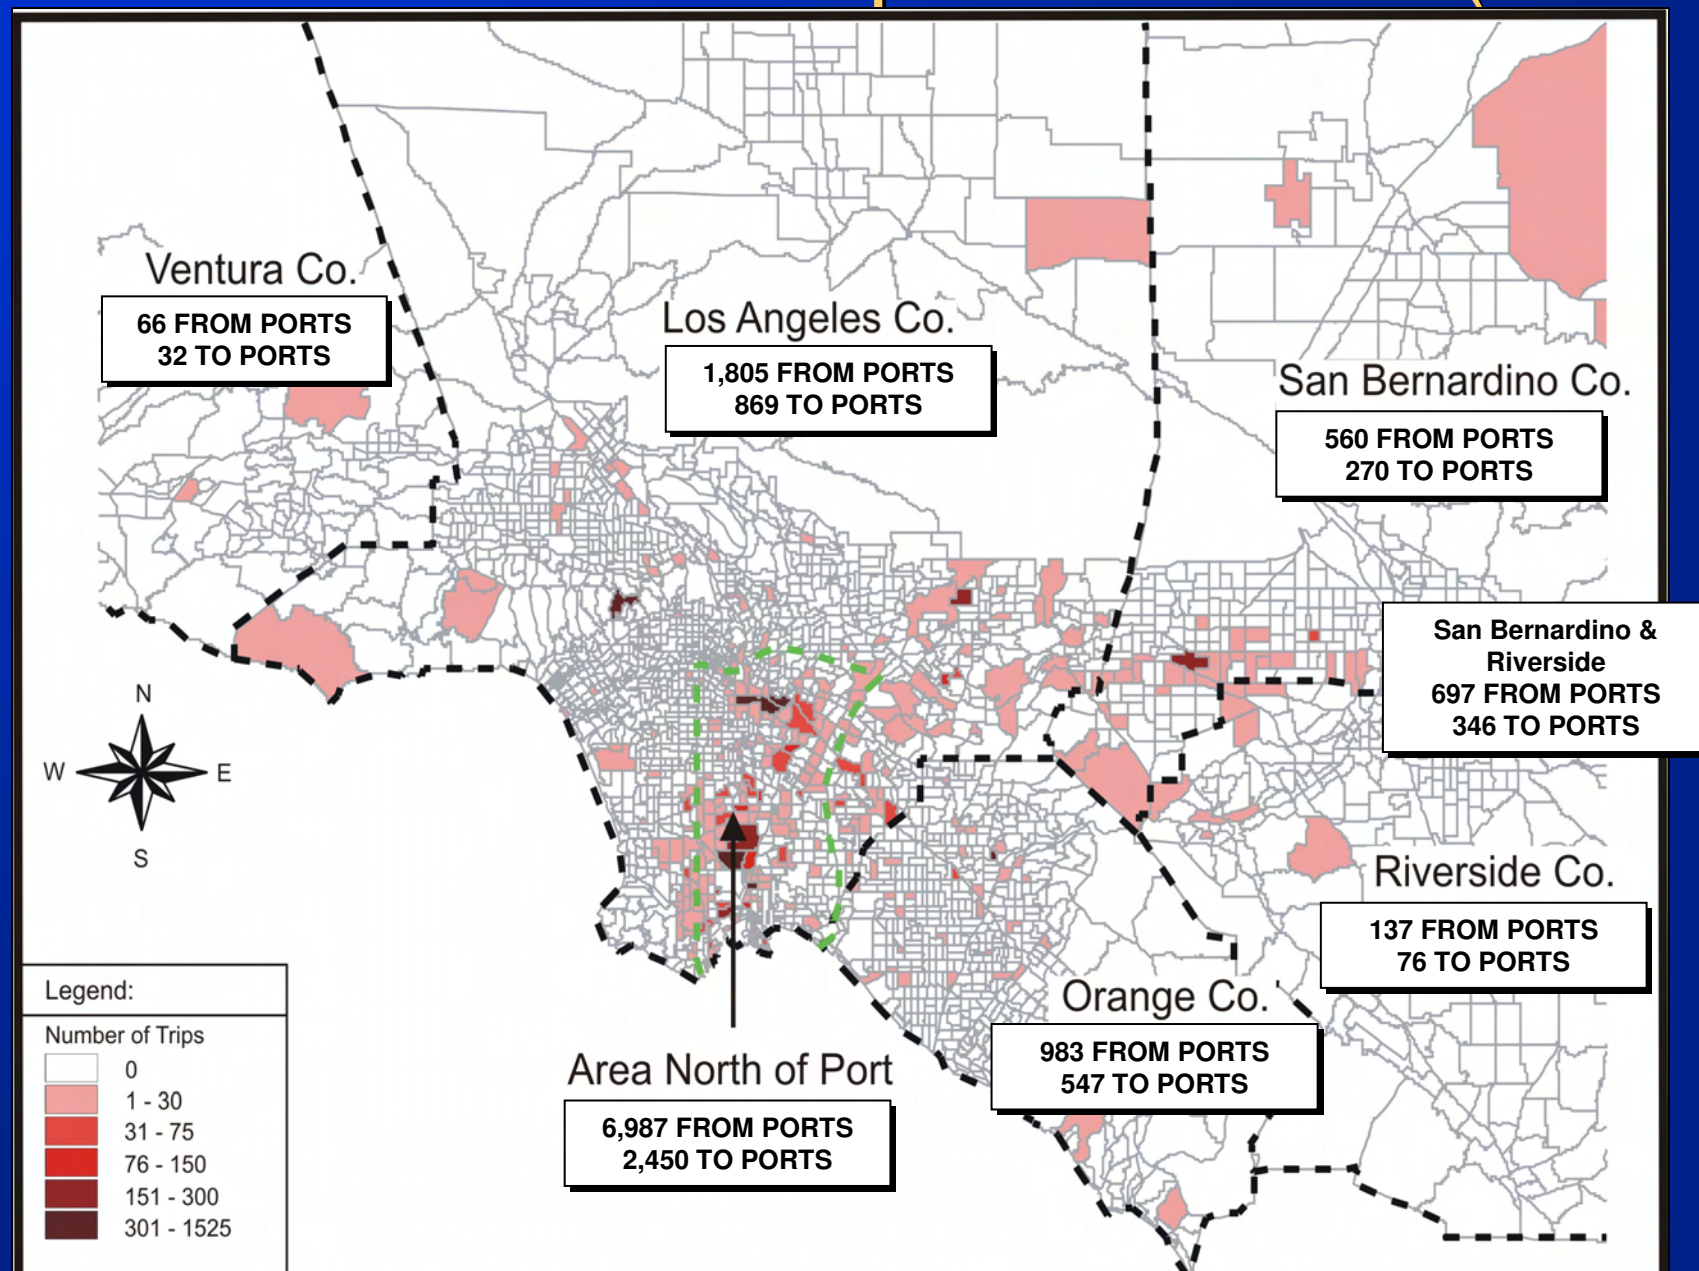 Ventura Co.
66 FROM PORTS
32 TO PORTS
Los Angeles Co.
1,805 FROM PORTS
869 TO PORTS
San Bernardino Co.
560 FROM PORTS
270 TO PORTS
San Bernardino &
Riverside
697 FROM PORTS
346 TO PORTS
N
W
E
S
Riverside Co.
137 FROM PORTS
76 TO PORTS
Orange Co.
983 FROM PORTS
547 TO PORTS
Area North of Port
6,987 FROM PORTS
2,450 TO PORTS
Legend:
Number of Trips
0
1 - 30
31 - 75
76 - 150
151 - 300
301 - 1525